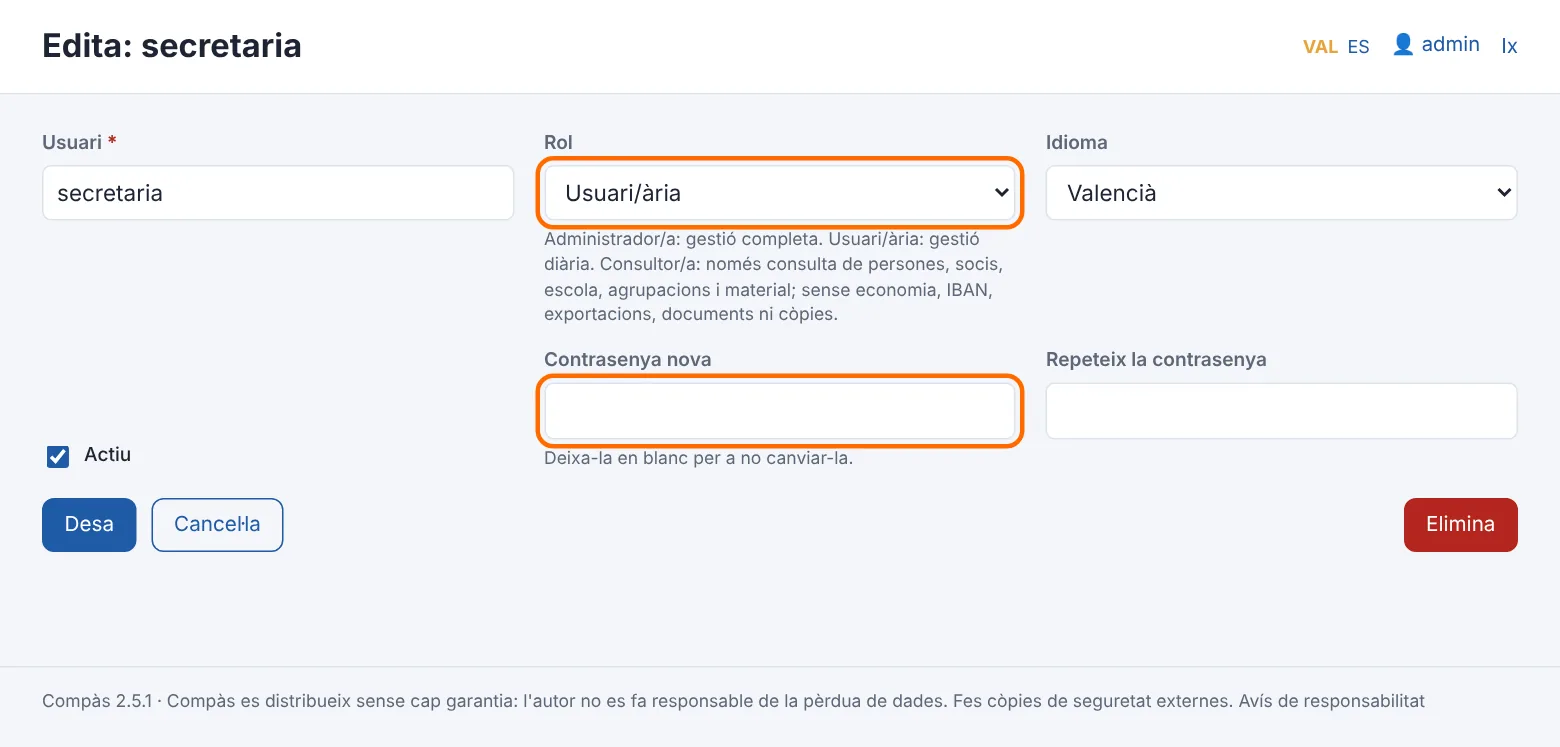 Edita: secretaria
VAL ES admin Ix
Usuari *
Rol
Idioma
secretaria
Usuari/ària
Valencià
Administrador/a: gestió completa. Usuari/ària: gestió
diària. Consultor/a: només consulta de persones, socis,
escola, agrupacions i material; sense economia, IBAN,
exportacions, documents ni còpies.
Contrasenya nova
Repeteix la contrasenya
Actiu
Deixa-la en blanc per a no canviar-la.
Desa
Cancel·la
Elimina
Compàs 2.5.1 · Compàs es distribueix sense cap garantia: l'autor no es fa responsable de la pèrdua de dades. Fes còpies de seguretat externes. Avís de responsabilitat